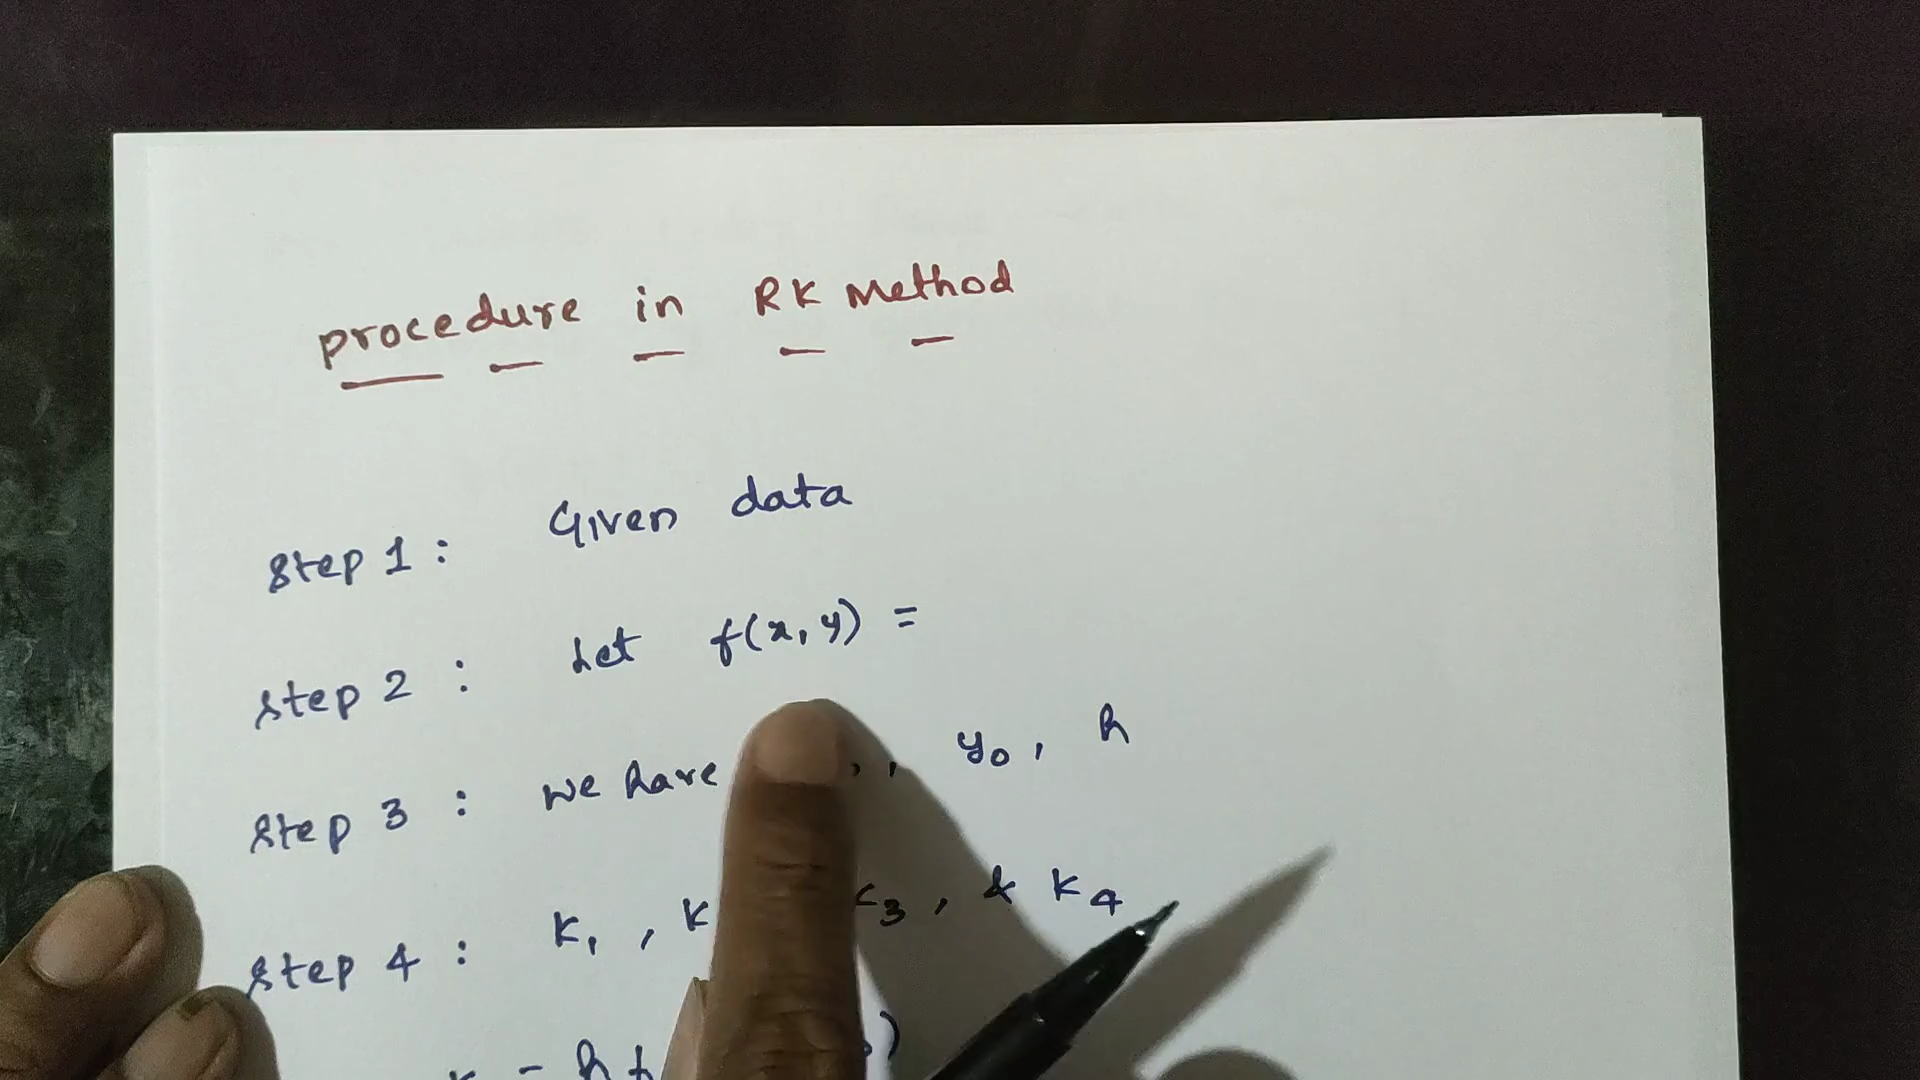 procedure in RK Method
Step 1 : Given data
Step 2 : Let f(x, y) =
Step 3 : we have , y₀ , h
Step 4 : K₁ , K 3 , & K₄
= h f